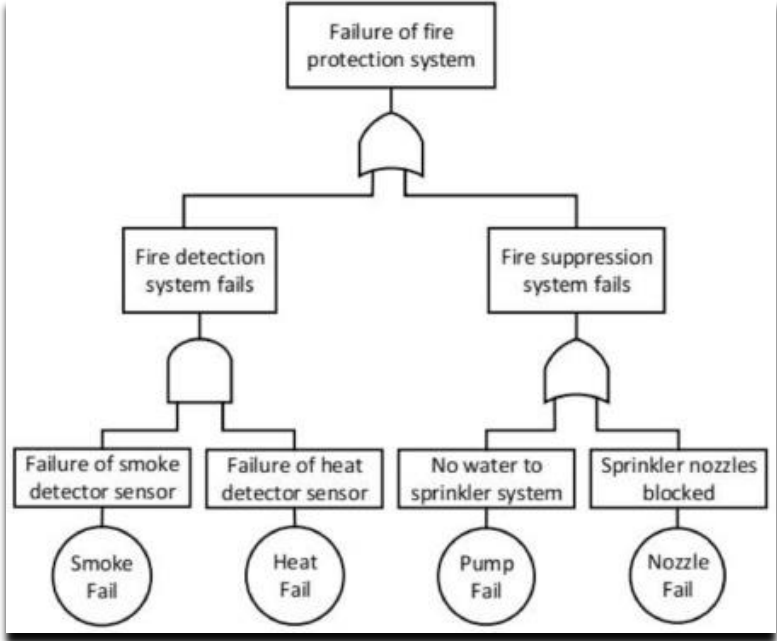 Failure of fire
protection system
Fire detection
system fails
Fire suppression
system fails
Failure of smoke
detector sensor
Failure of heat
detector sensor
No water to
sprinkler system
Sprinkler nozzles
blocked
Smoke
Fail
Heat
Fail
Pump
Fail
Nozzle
Fail